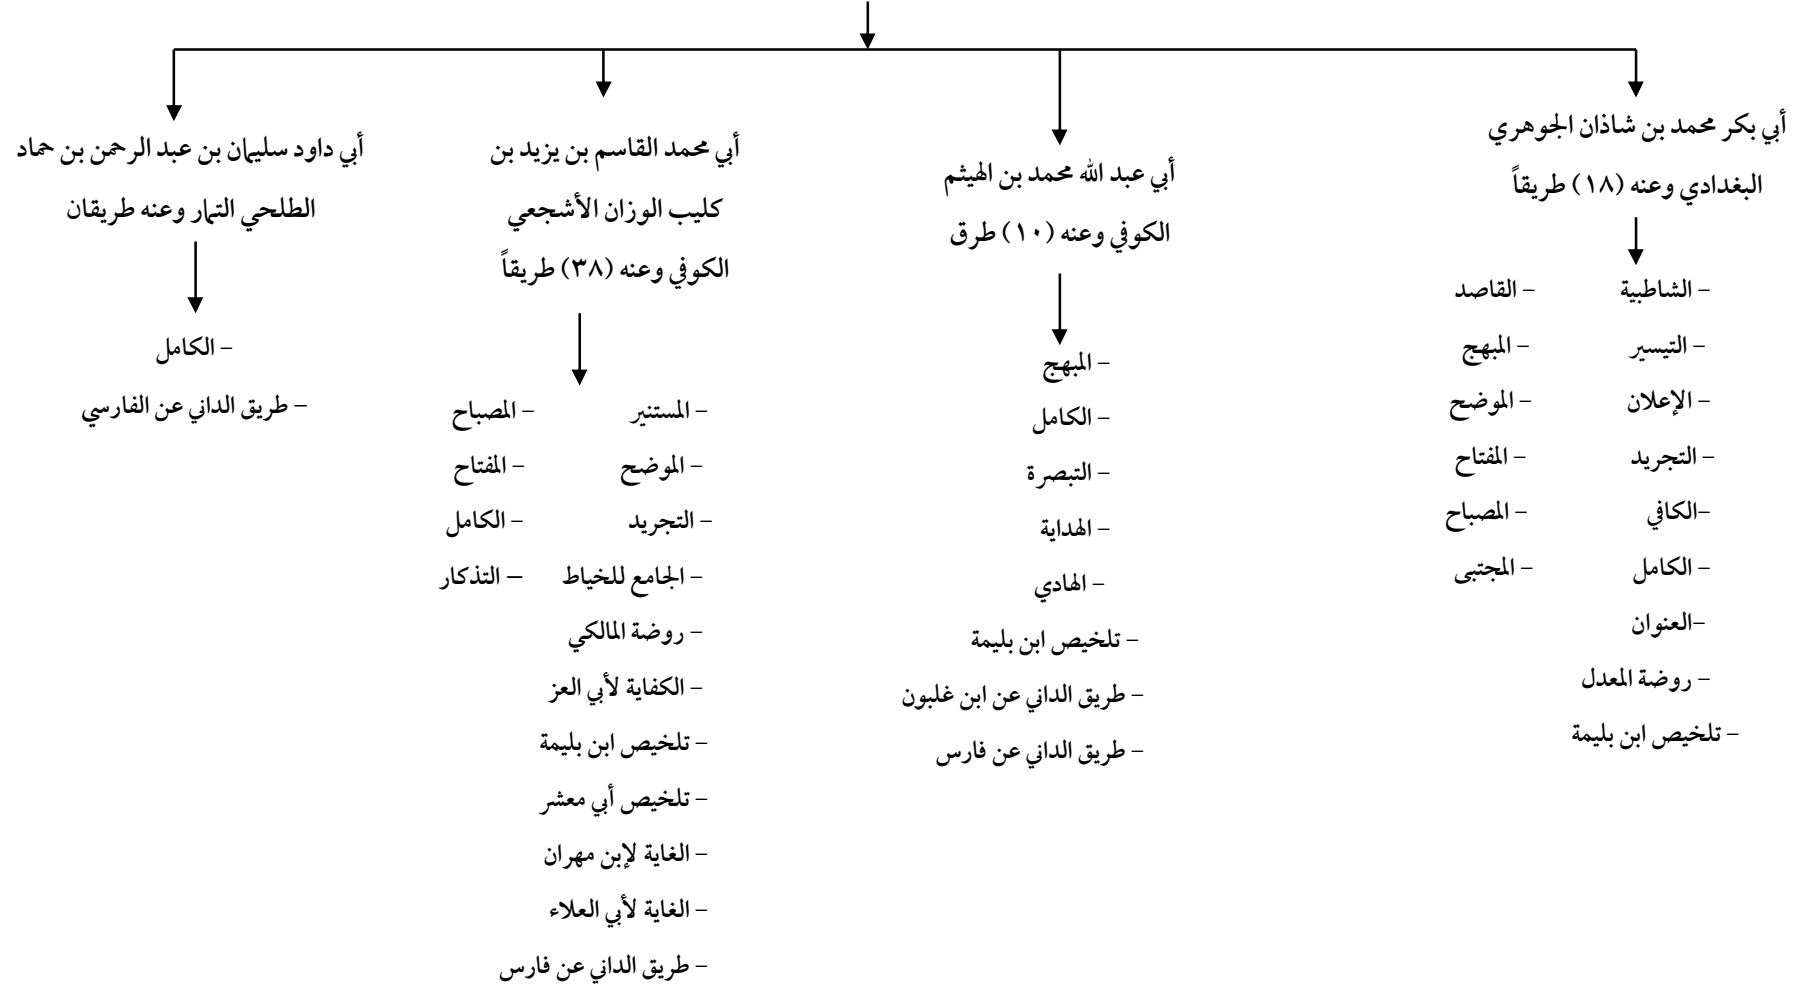 أبي بكر محمد بن شاذان الجوهري
البغدادي وعنه (١٨) طريقاً
– الشاطبية
– التيسير
– الإعلان
– التجريد
–الكافي
– الكامل
–العنوان
– روضة المعدل
– تلخيص ابن بليمة
– القاصد
– المبهج
– الموضح
– المفتاح
– المصباح
– المجتبى
أبي عبد الله محمد بن الهيثم
الكوفي وعنه (١٠) طرق
– المبهج
– الكامل
– التبصرة
– الهداية
– الهادي
– تلخيص ابن بليمة
– طريق الداني عن ابن غلبون
– طريق الداني عن فارس
أبي محمد القاسم بن يزيد بن
كليب الوزان الأشجعي
الكوفي وعنه (٣٨) طريقاً
– المستنير
– الموضح
– التجريد
– الجامع للخياط
– روضة المالكي
– الكفاية لأبي العز
– تلخيص ابن بليمة
– تلخيص أبي معشر
– الغاية لإبن مهران
– الغاية لأبي العلاء
– طريق الداني عن فارس
– المصباح
– المفتاح
– الكامل
– التذكار
أبي داود سليمان بن عبد الرحمن بن حماد
الطلحي التمار وعنه طريقان
– الكامل
– طريق الداني عن الفارسي